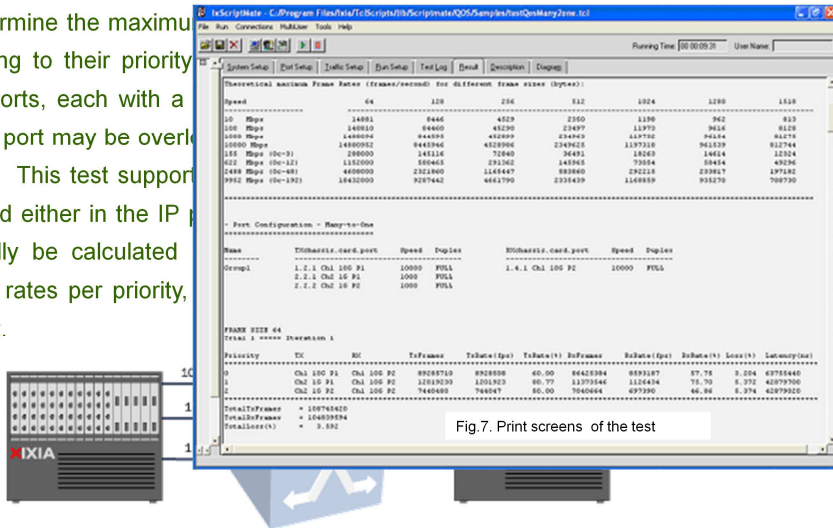 rmine the maximu
ng to their priority
orts, each with a
port may be overlo
This test support
d either in the IP p
lly be calculated
rates per priority,
IxScriptMate - C:/Program Files/Ixia/TclScripts/lib/Scriptmate/QOS/Samples/testQosMany2one.tcl
File Run Connections MultiUser Tools Help
Running Time: 00:00:09:31 User Name:
System Setup Port Setup Traffic Setup Run Setup Test Log Result Description Diagram
Theoretical maximum Frame Rates (frames/second) for different frame sizes (bytes):
Speed 64 128 256 512 1024 1280 1518
10 Mbps 14881 8446 4529 2350 1198 962 813
100 Mbps 148810 84460 45290 23497 11973 9616 8128
1000 Mbps 1488096 844595 452899 234963 119732 96154 81275
10000 Mbps 14880952 8445946 4528986 2349625 1197318 961539 812744
155 Mbps (Oc-3) 288000 145116 72840 36491 18263 14614 12324
622 Mbps (Oc-12) 1152000 580465 291362 145965 73054 58454 49296
2488 Mbps (Oc-48) 4608000 2321860 1165447 583860 292215 233817 197182
9952 Mbps (Oc-192) 18432000 9287442 4661790 2335439 1168859 935270 788730
- Port Configuration - Many-to-One
Name TXchassis.card.port Speed Duplex RXchassis.card.port Speed Duplex
Group1 1.2.1 Ch1 10G P1 10000 FULL 1.4.1 Ch1 10G P2 10000 FULL
2.2.1 Ch2 1G P1 1000 FULL
2.2.2 Ch2 1G P2 1000 FULL
FRAME SIZE 64
Trial 1 ===== Iteration 1
Priority TX RX TxFrames TxRate(fps) TxRate(%) RxFrames RxRate(fps) RxRate(%) Loss(%) Latency(ns)
0 Ch1 10G P1 Ch1 10G P2 89285710 8928508 60.00 86425384 8593187 57.75 3.204 63755440
1 Ch2 1G P1 Ch1 10G P2 12019230 1201923 80.77 11373546 1126434 75.70 5.372 42879700
2 Ch2 1G P2 Ch1 10G P2 7440480 744047 50.00 7040664 697390 46.86 5.374 42879020
TotalTxFrames = 108745420
TotalRxFrames = 104839594
TotalLoss(%) = 3.592
Fig.7. Print screens of the test
10
1
1
XIXIA